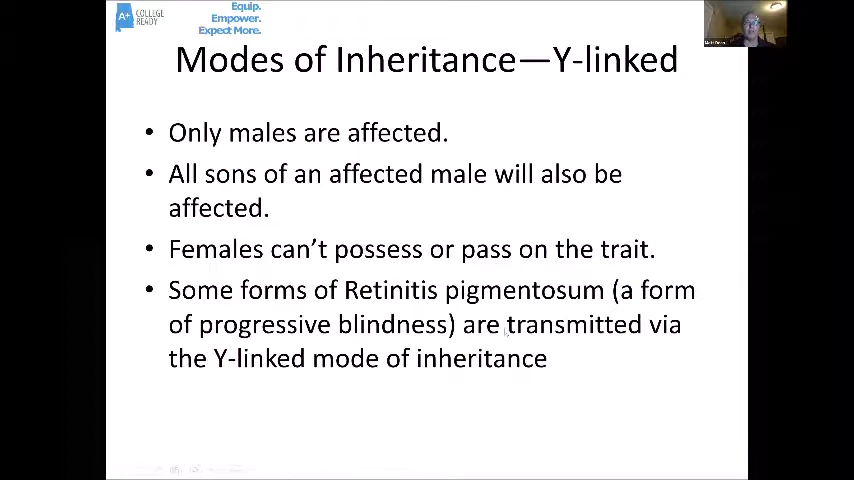 A+
COLLEGE
READY
Equip.
Empower.
Expect More.
Modes of Inheritance—Y-linked
• Only males are affected.
• All sons of an affected male will also be
affected.
• Females can't possess or pass on the trait.
• Some forms of Retinitis pigmentosum (a form
of progressive blindness) are transmitted via
the Y-linked mode of inheritance